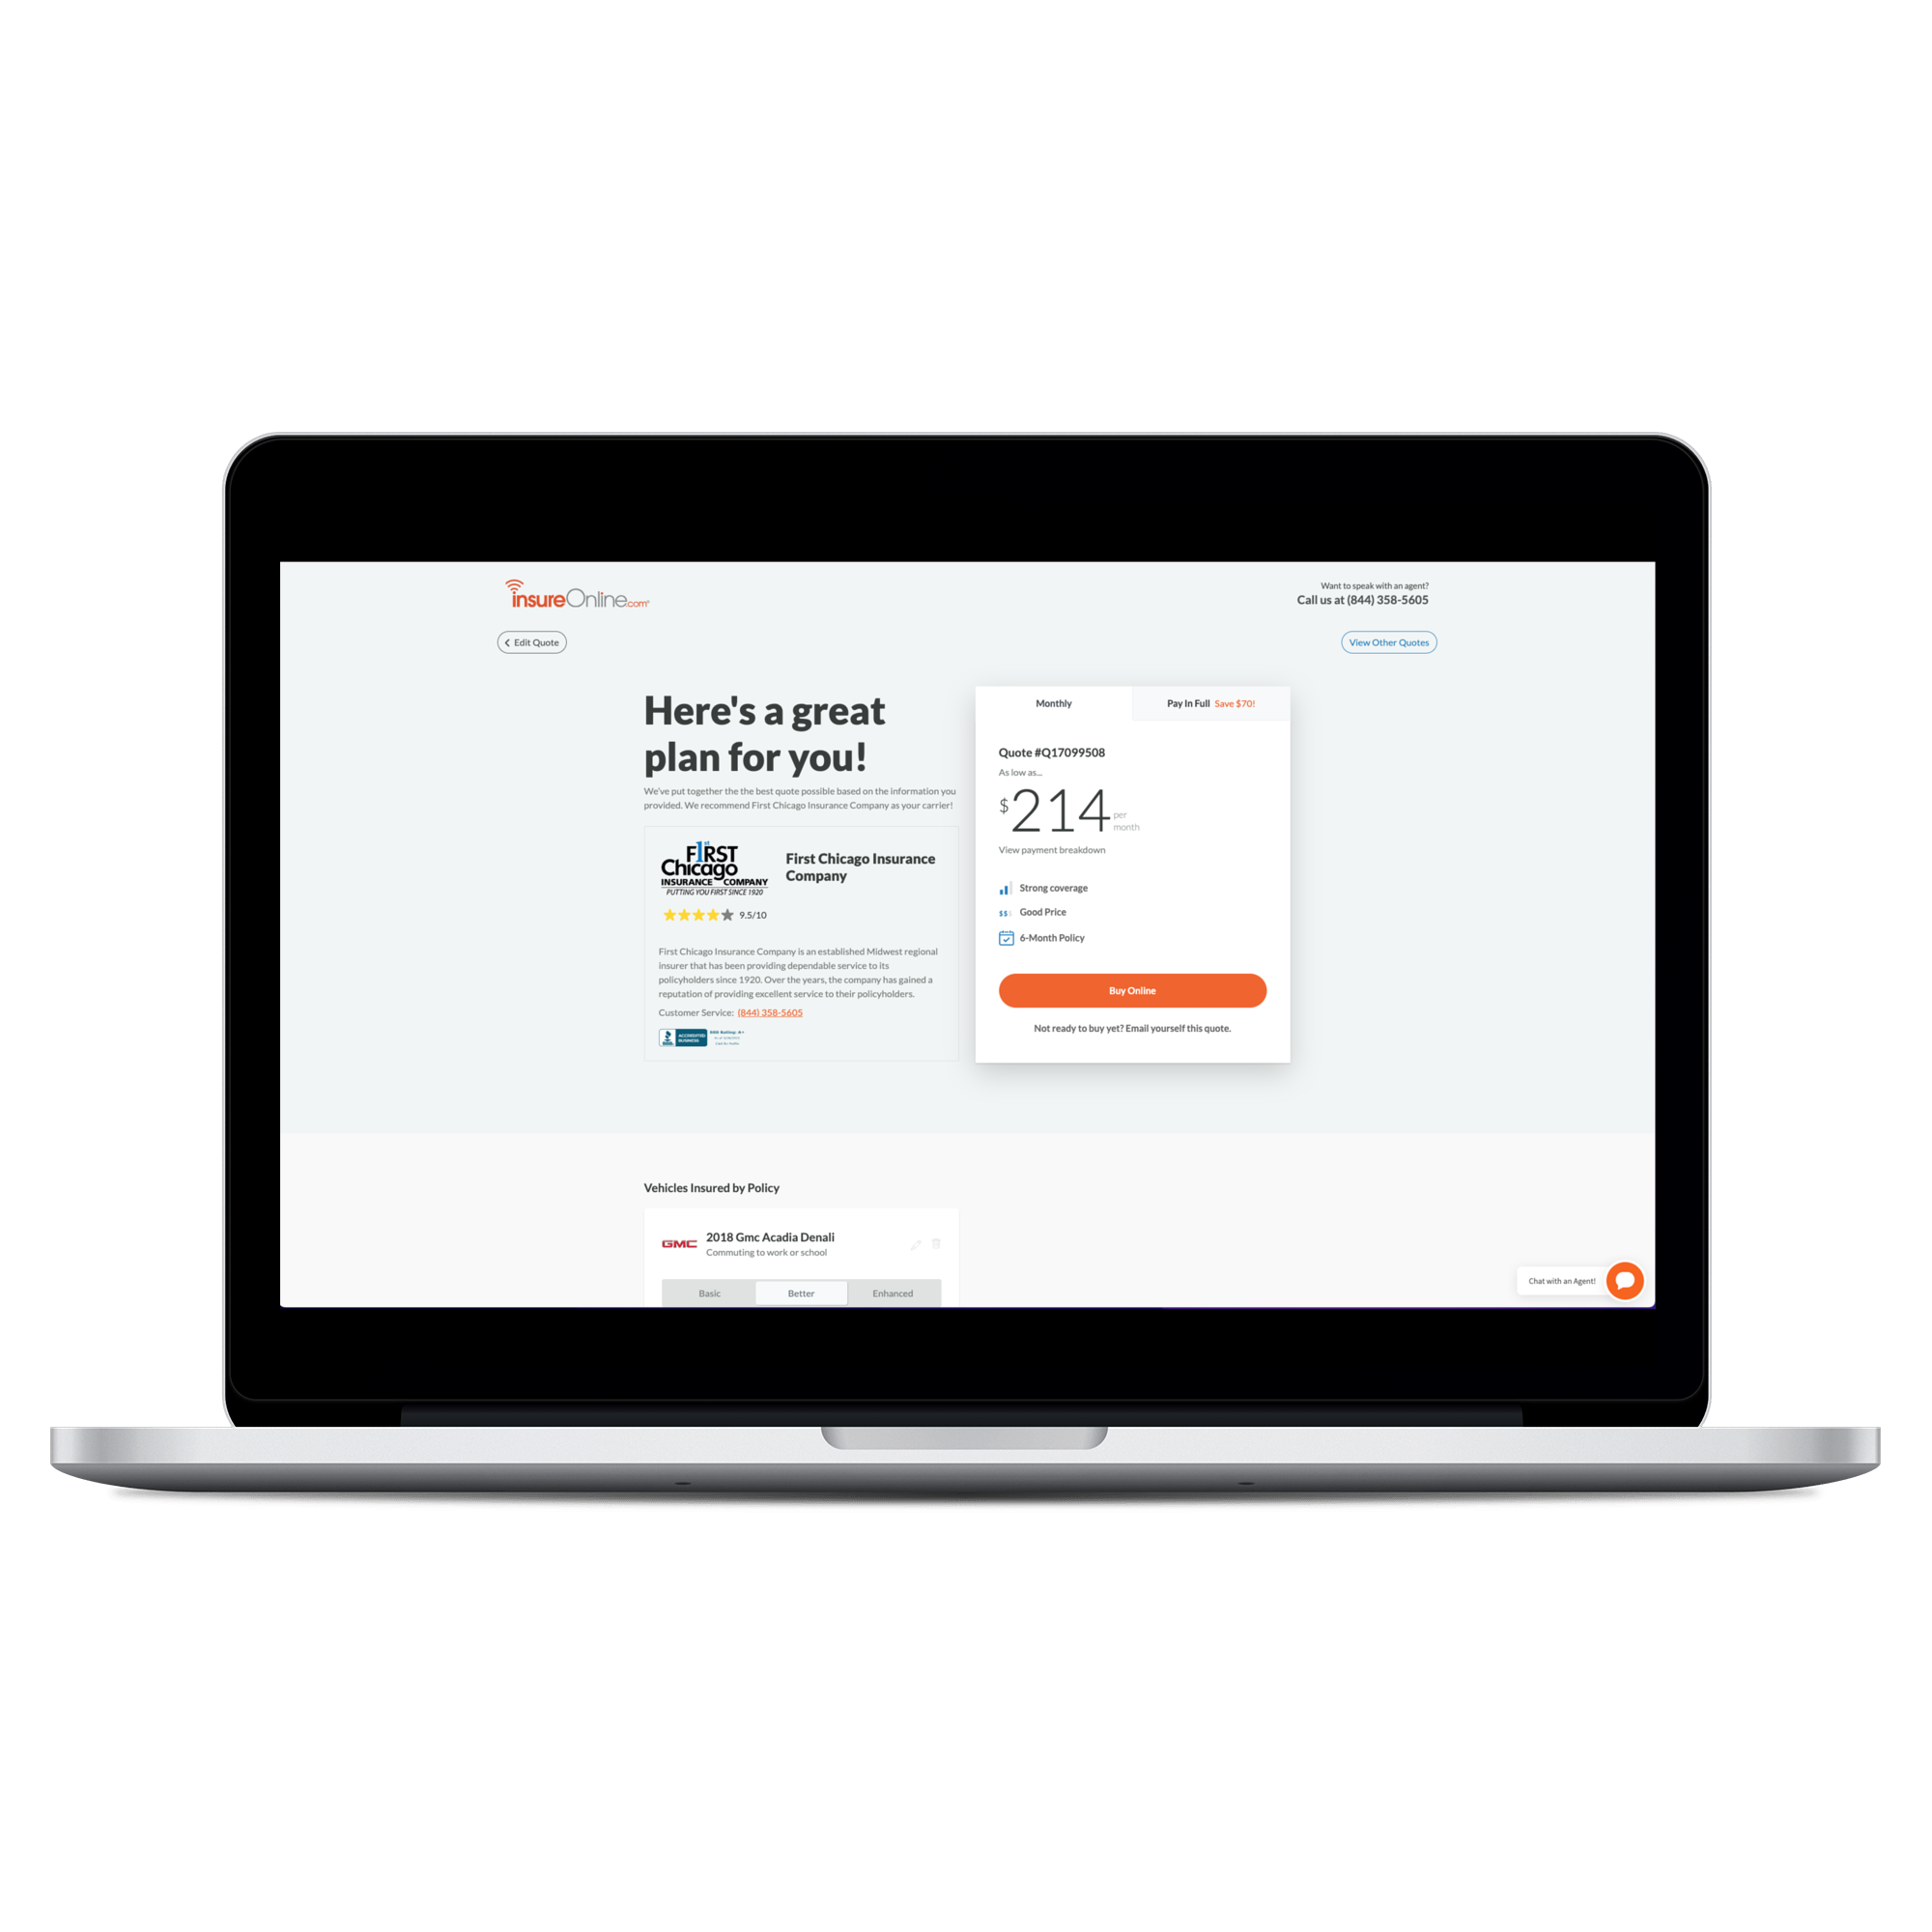 insureOnline.com
Want to speak with an agent?
Call us at (844) 358-5605
Edit Quote
View Other Quotes
Here's a great
plan for you!
We've put together the the best quote possible based on the information you
provided. We recommend First Chicago Insurance Company as your carrier!
F1RST
Chicago
INSURANCE COMPANY
PUTTING YOU FIRST SINCE 1920
First Chicago Insurance
Company
9.5/10
First Chicago Insurance Company is an established Midwest regional
insurer that has been providing dependable service to its
policyholders since 1920. Over the years, the company has gained a
reputation of providing excellent service to their policyholders.
Customer Service: (844) 358-5605
ACCREDITED
BUSINESS
BBB Rating: A+
Monthly
Pay In Full Save $70!
Quote #Q17099508
As low as...
$214 per
month
View payment breakdown
Strong coverage
$$$ Good Price
6-Month Policy
Buy Online
Not ready to buy yet? Email yourself this quote.
Vehicles Insured by Policy
GMC
2018 Gmc Acadia Denali
Commuting to work or school
Basic
Better
Enhanced
Chat with an Agent!